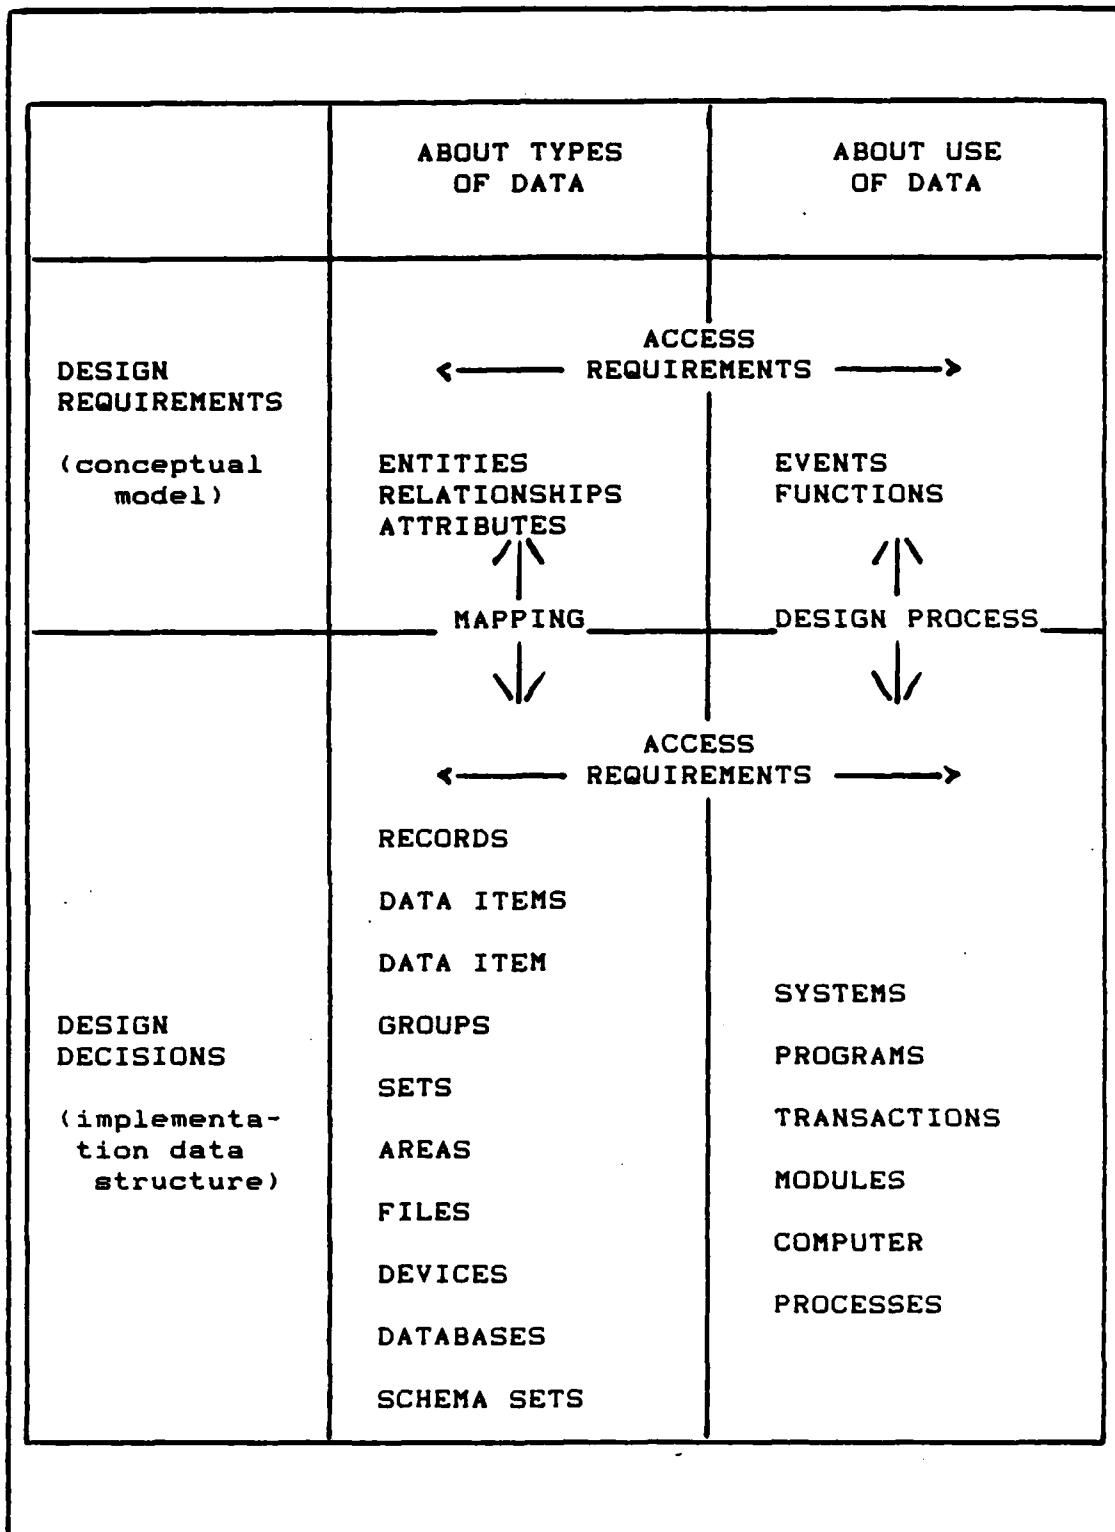 ABOUT TYPES
OF DATA
ABOUT USE
OF DATA
DESIGN
REQUIREMENTS
(conceptual
model)
ACCESS
REQUIREMENTS
ENTITIES
RELATIONSHIPS
ATTRIBUTES
EVENTS
FUNCTIONS
MAPPING
DESIGN PROCESS
DESIGN
DECISIONS
(implementa-
tion data
structure)
ACCESS
REQUIREMENTS
RECORDS
DATA ITEMS
DATA ITEM
GROUPS
SETS
AREAS
FILES
DEVICES
DATABASES
SCHEMA SETS
SYSTEMS
PROGRAMS
TRANSACTIONS
MODULES
COMPUTER
PROCESSES